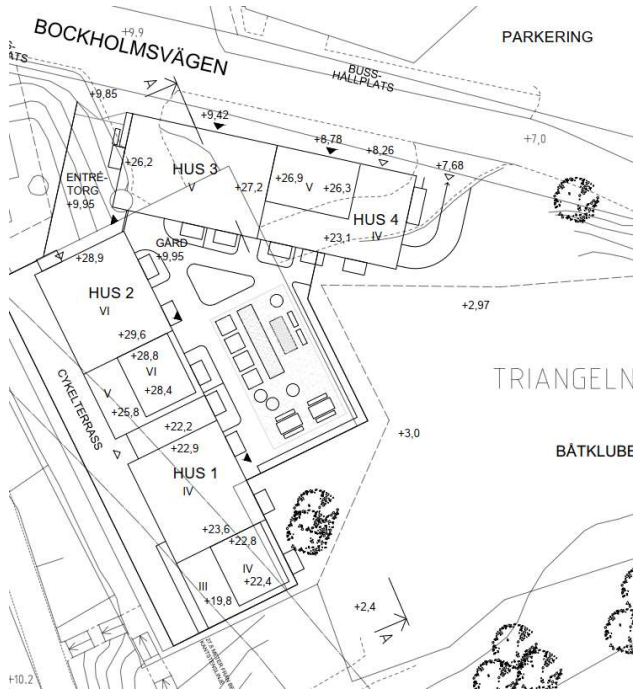 +9.9
BOCKHOLMSVÄGEN
PARKERING
BUSS-
HÅLLPLATS
A
+9,85
+9,42
+8,78
+8,26
+7,68
+7,0
+26,2
HUS 3
V
+27,2
+26,9
V
+26,3
HUS 4
IV
+23,1
ENTRÉ-
TORG
+9,95
GÅRD
+9,95
+28,9
HUS 2
VI
+29,6
+28,8
VI
+28,4
V
+25,8
CYKELTERRASS
+2,97
TRIANGELN
+22,2
+22,9
HUS 1
IV
+3,0
BÅTKLUBB
+23,6
+22,8
IV
+22,4
III
+19,8
+2,4
A
+10.2